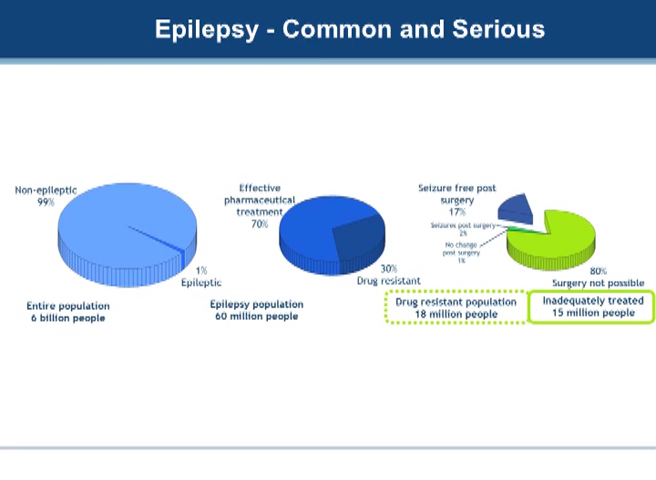 Epilepsy - Common and Serious
Non-epileptic
99%
1%
Epileptic
Entire population
6 billion people
Effective
pharmaceutical
treatment
70%
30%
Drug resistant
Epilepsy population
60 million people
Seizure free post
surgery
17%
Seizures post surgery
2%
No change
post surgery
1%
80%
Surgery not possible
Drug resistant population
18 million people
Inadequately treated
15 million people